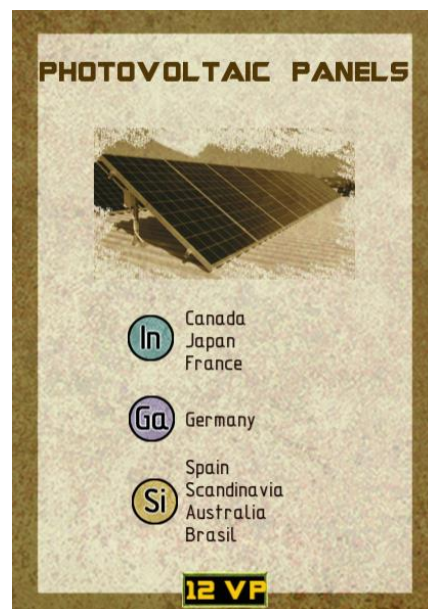 PHOTOVOLTAIC PANELS
In
Canada
Japan
France
Ga
Germany
Si
Spain
Scandinavia
Australia
Brasil
12 VP